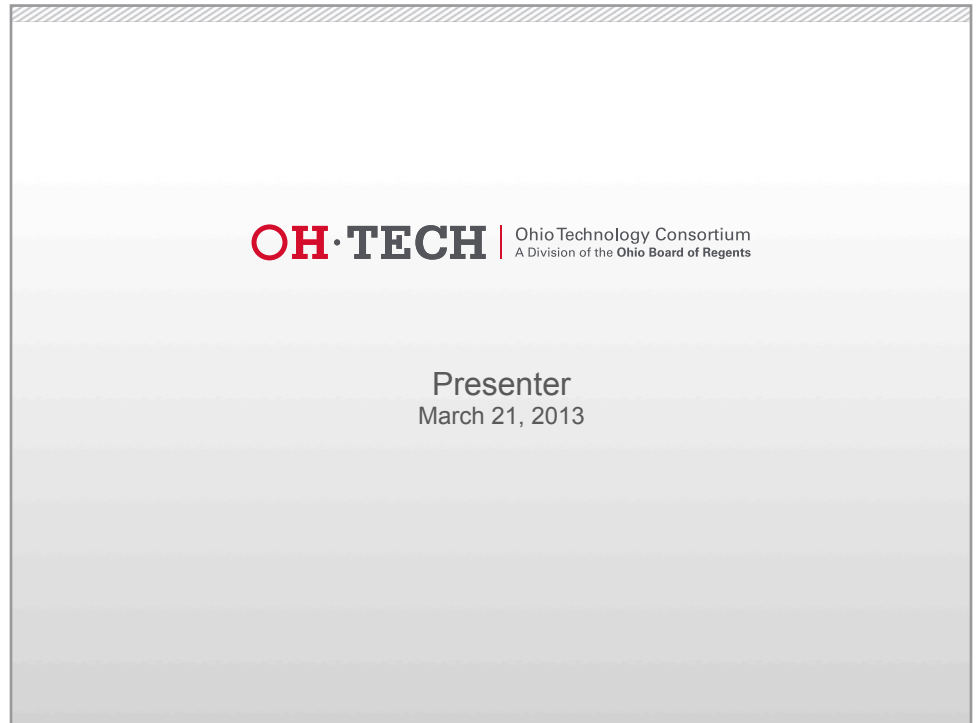 OH·TECH
Ohio Technology Consortium
A Division of the Ohio Board of Regents
Presenter
March 21, 2013